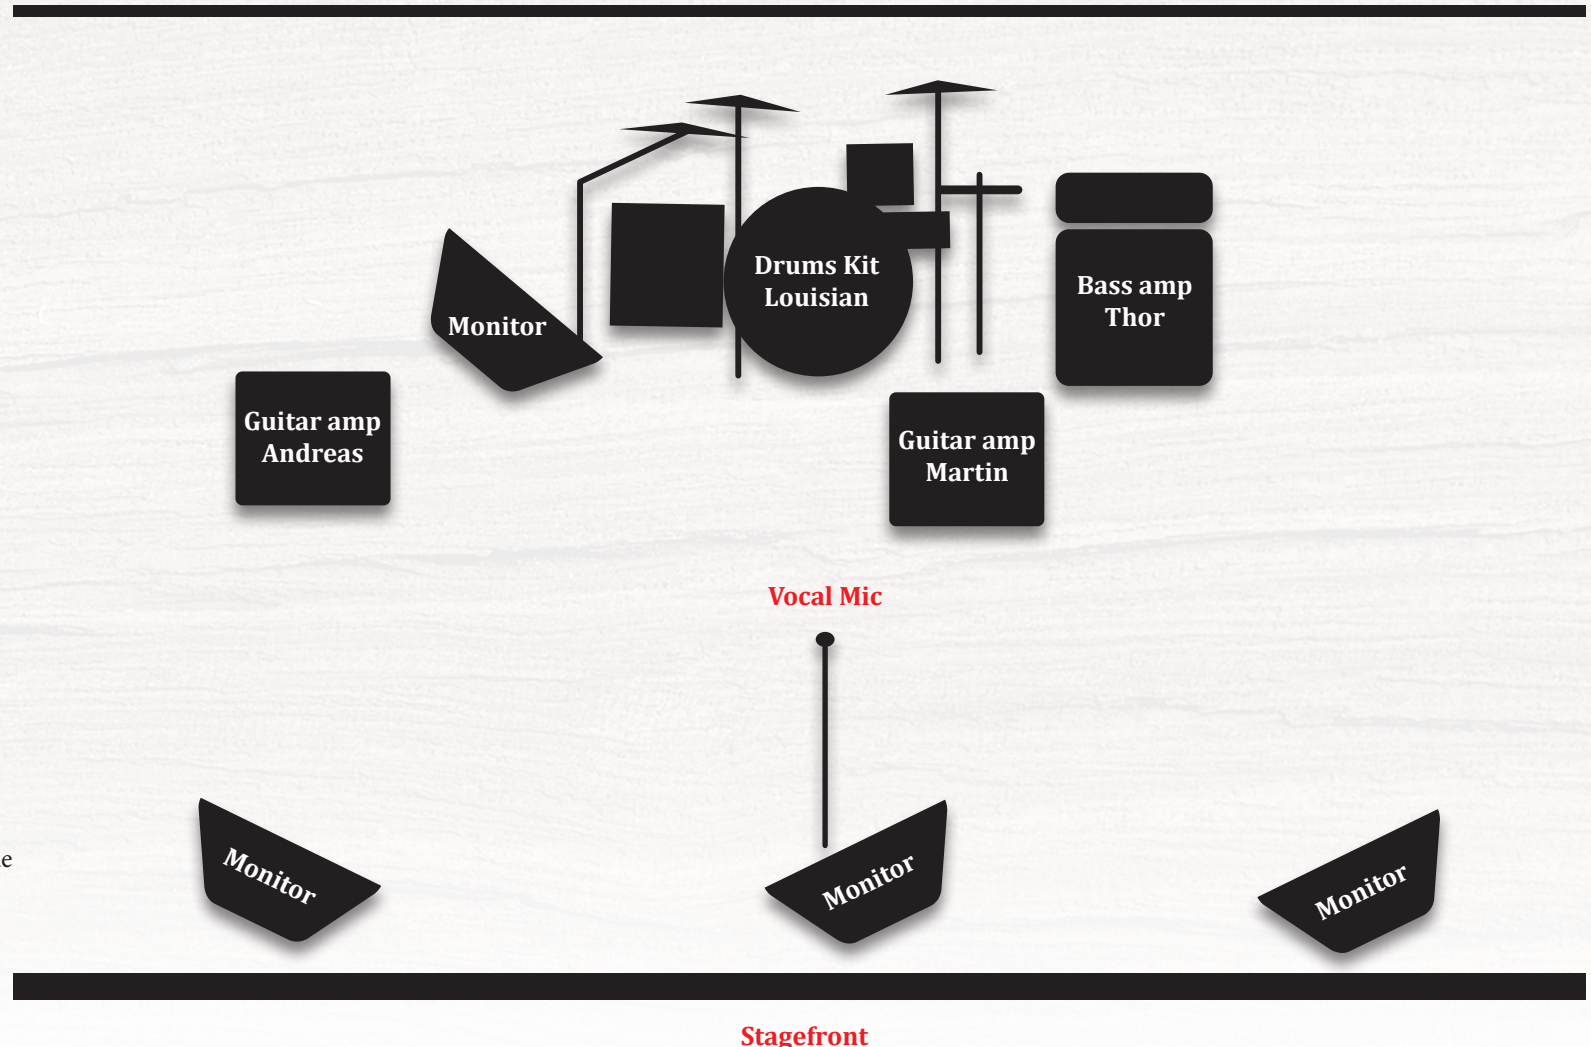 Drums Kit
Louisian
Monitor
Bass amp
Thor
Guitar amp
Andreas
Guitar amp
Martin
Vocal Mic
Monitor
Monitor
Monitor
Stagefront